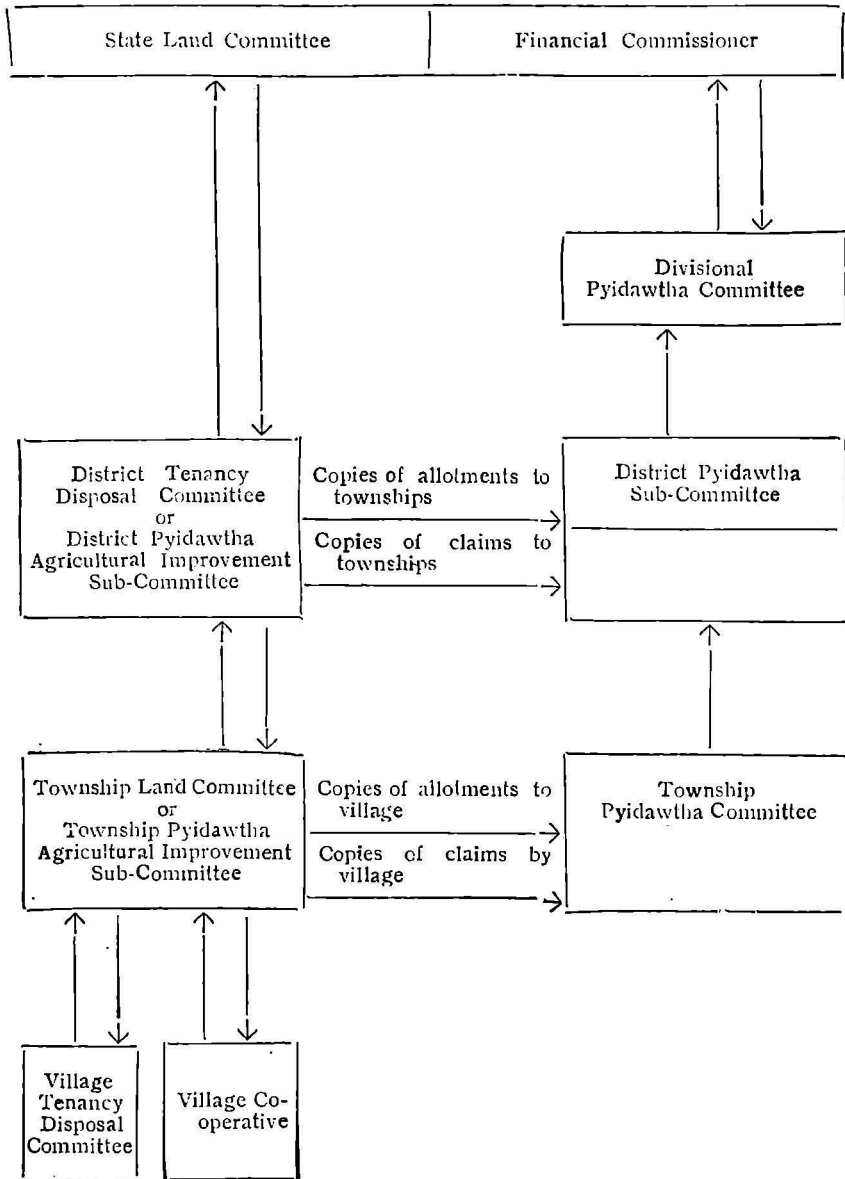 State Land Committee
Financial Commissioner
Divisional
Pyidawtha Committee
District Tenancy
Disposal Committee
or
District Pyidawtha
Agricultural Improvement
Sub-Committee
Copies of allotments to
townships
Copies of claims to
townships
District Pyidawtha
Sub-Committee
Township Land Committee
or
Township Pyidawtha
Agricultural Improvement
Sub-Committee
Copies of allotments to
village
Copies of claims by
village
Township
Pyidawtha Committee
Village
Tenancy
Disposal
Committee
Village Co-
operative